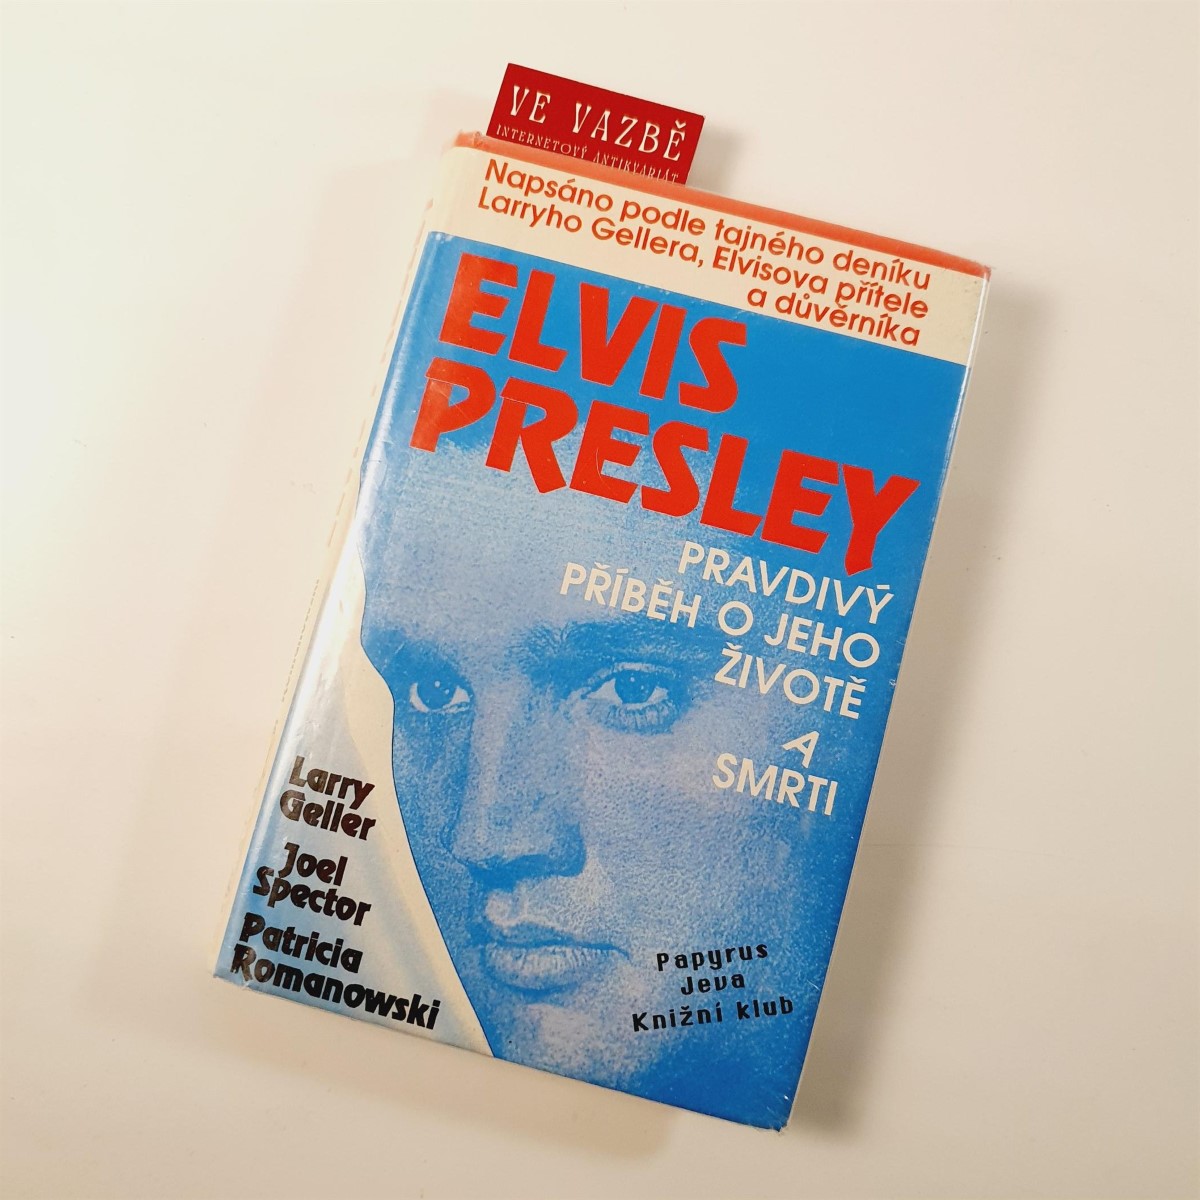 VE VAZBĚ
INTERNETOVÝ ANTIKVARIÁT
Napsáno podle tajného deníku
Larryho Gellera, Elvisova přítele
a důvěrníka
ELVIS
PRESLEY
PRAVDIVÝ
PŘÍBĚH O JEHO
ŽIVOTĚ
A
SMRTI
Larry
Geller
Joel
Spector
Patricia
Romanowski
Papyrus
Jeva
Knižní klub